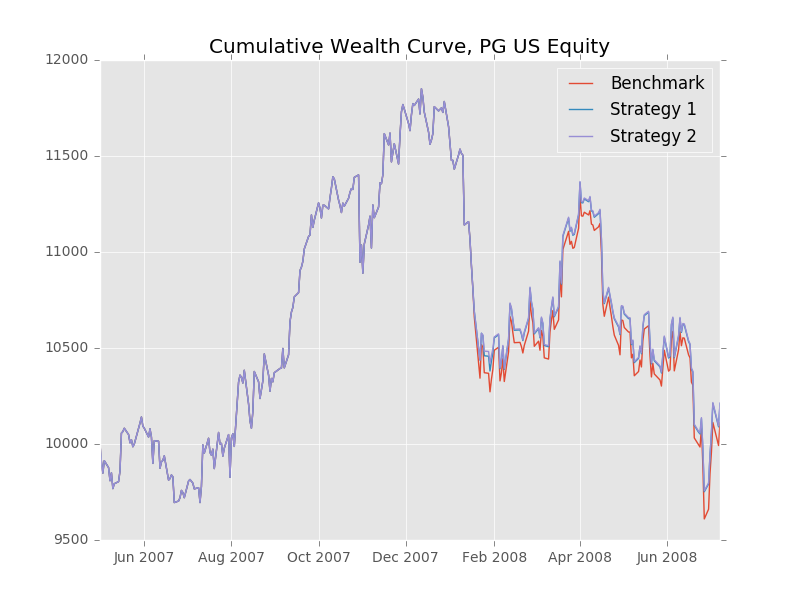 Cumulative Wealth Curve, PG US Equity
12000
11500
11000
10500
10000
9500
Benchmark
Strategy 1
Strategy 2
Jun 2007 Aug 2007 Oct 2007 Dec 2007 Feb 2008 Apr 2008 Jun 2008